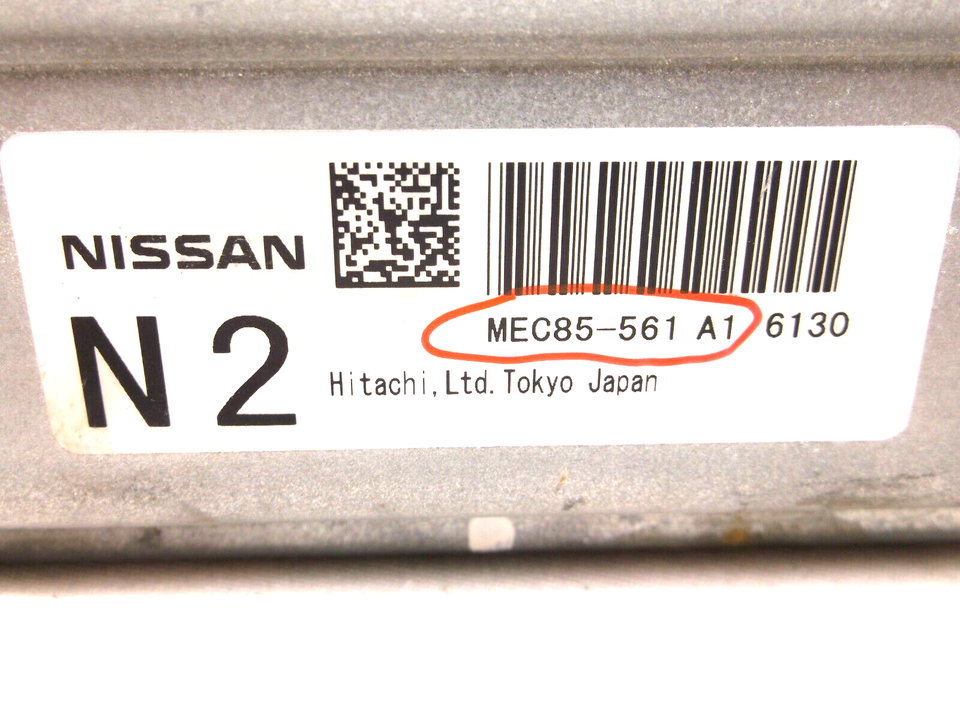 NISSAN
N2
MEC85-561 A1 6130
Hitachi,Ltd.Tokyo Japan